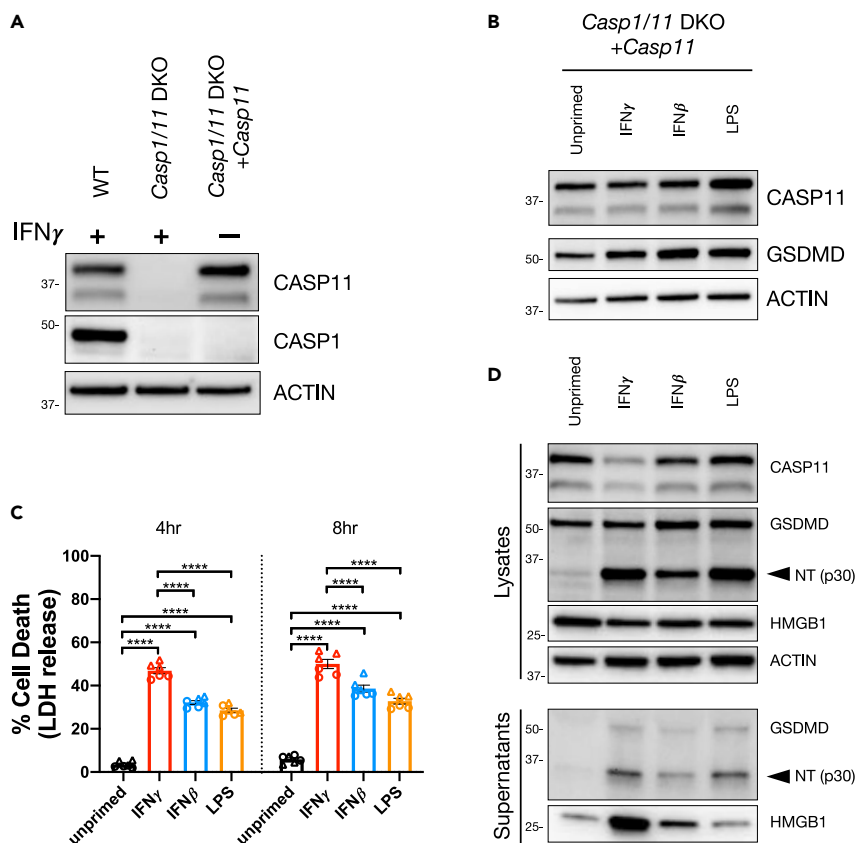 A
WT
Casp1/11 DKO
Casp1/11 DKO
+Casp11
IFNγ + + −
37-
CASP11
50-
CASP1
37-
ACTIN
B
Casp1/11 DKO
+Casp11
Unprimed
IFNγ
IFNβ
LPS
37-
CASP11
50-
GSDMD
37-
ACTIN
C
4hr
8hr
% Cell Death
(LDH release)
100
80
60
40
20
0
****
****
****
****
****
****
****
****
****
****
unprimed
IFNγ
IFNβ
LPS
unprimed
IFNγ
IFNβ
LPS
D
Unprimed
IFNγ
IFNβ
LPS
Lysates
37-
CASP11
50-
GSDMD
37-
NT (p30)
25-
HMGB1
37-
ACTIN
Supernatants
50-
GSDMD
37-
NT (p30)
25-
HMGB1